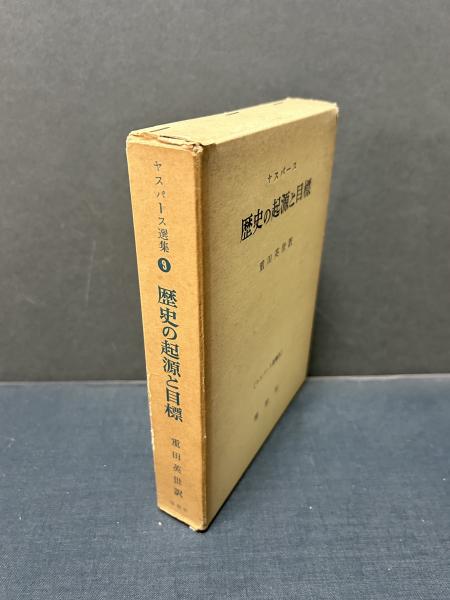 ヤスパース選集 9
歴史の起源と目標
重田英世訳
ヤスパース
歴史の起源と目標
重田英世訳